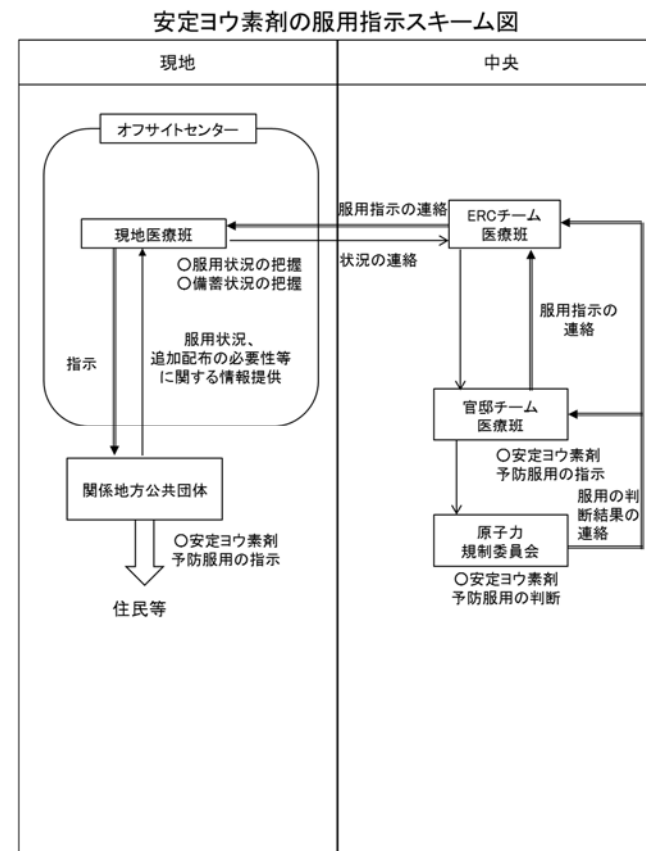 安定ヨウ素剤の服用指示スキーム図
現地
中央
オフサイトセンター
服用指示の連絡
ERCチーム
医療班
現地医療班
状況の連絡
○服用状況の把握
○備蓄状況の把握
服用指示の
連絡
服用状況、
追加配布の必要性等
に関する情報提供
指示
官邸チーム
医療班
○安定ヨウ素剤
予防服用の指示
関係地方公共団体
服用の判
断結果の
連絡
原子力
規制委員会
○安定ヨウ素剤
予防服用の指示
○安定ヨウ素剤
予防服用の判断
住民等